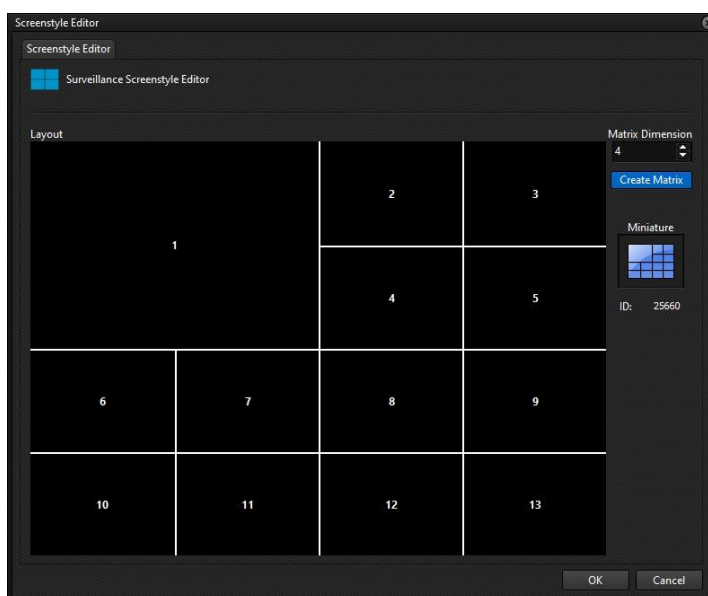 Screenstyle Editor
Screenstyle Editor
Surveillance Screenstyle Editor
Layout
Matrix Dimension
4
Create Matrix
2
3
Miniature
1
4
5
ID: 25660
6
7
8
9
10
11
12
13
OK
Cancel